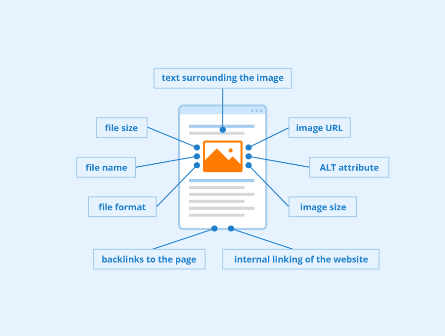 text surrounding the image
file size
image URL
file name
ALT attribute
file format
image size
backlinks to the page
internal linking of the website